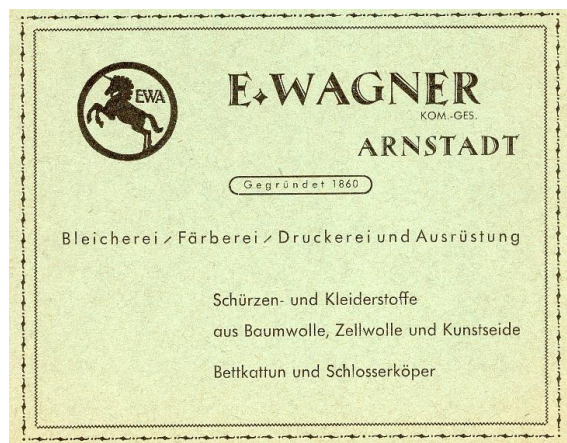 EWA
E. WAGNER
KOM.-GES.
ARNSTADT
Gegründet 1860
Bleicherei / Färberei / Druckerei und Ausrüstung
Schürzen- und Kleiderstoffe
aus Baumwolle, Zellwolle und Kunstseide
Bettkattun und Schlosserköper